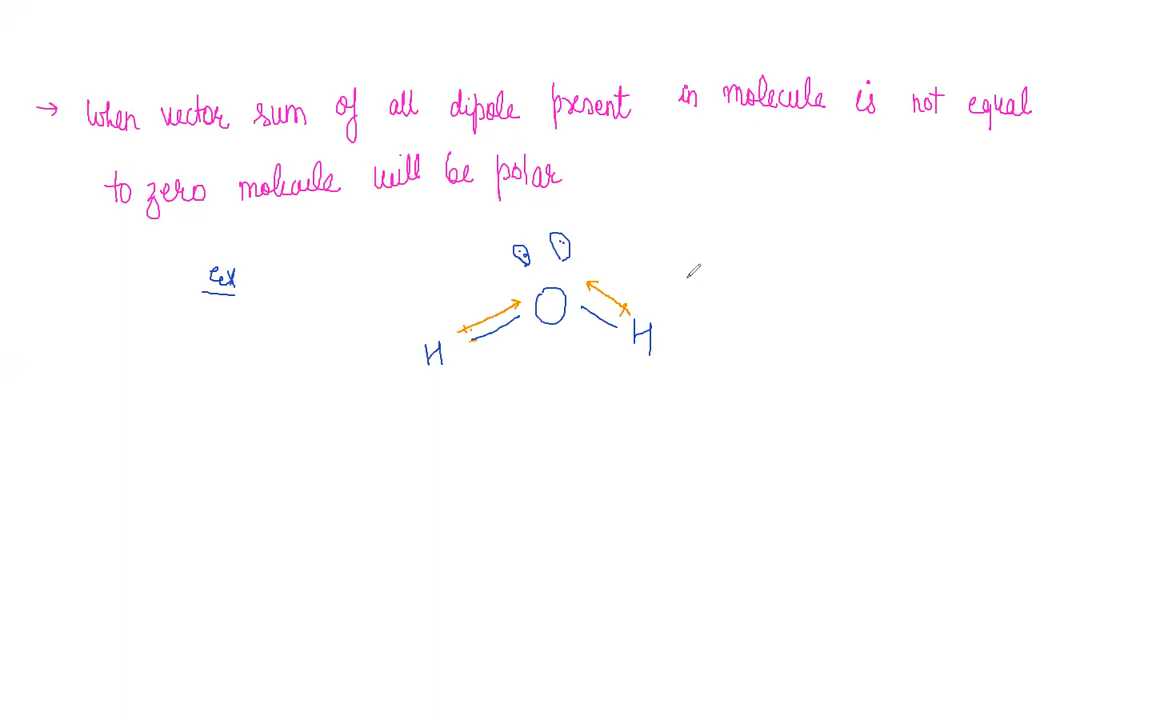 → When vector sum of all dipole present in molecule is not equal
to zero molecule will be polar
Ex
O
H
H